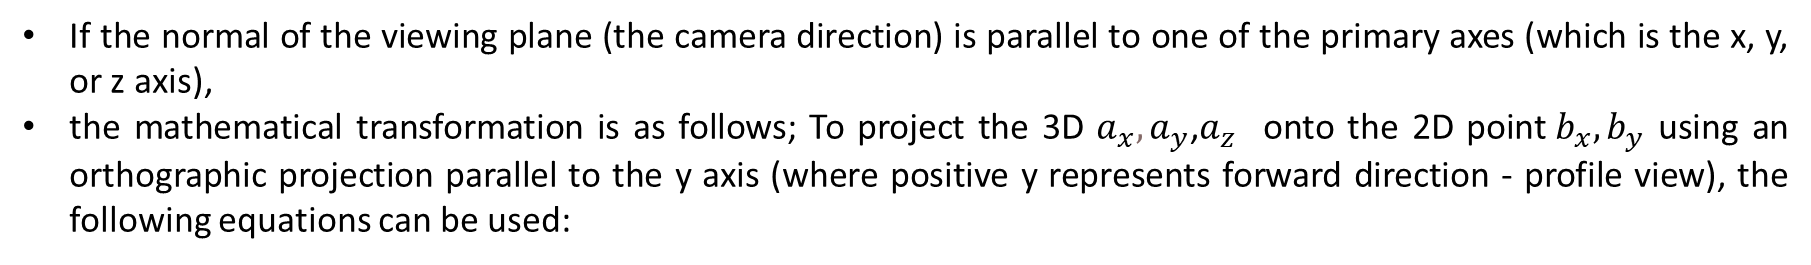 • If the normal of the viewing plane (the camera direction) is parallel to one of the primary axes (which is the x, y,
or z axis),
• the mathematical transformation is as follows; To project the 3D aₓ, a_y,a_z onto the 2D point bₓ, b_y using an
orthographic projection parallel to the y axis (where positive y represents forward direction - profile view), the
following equations can be used: